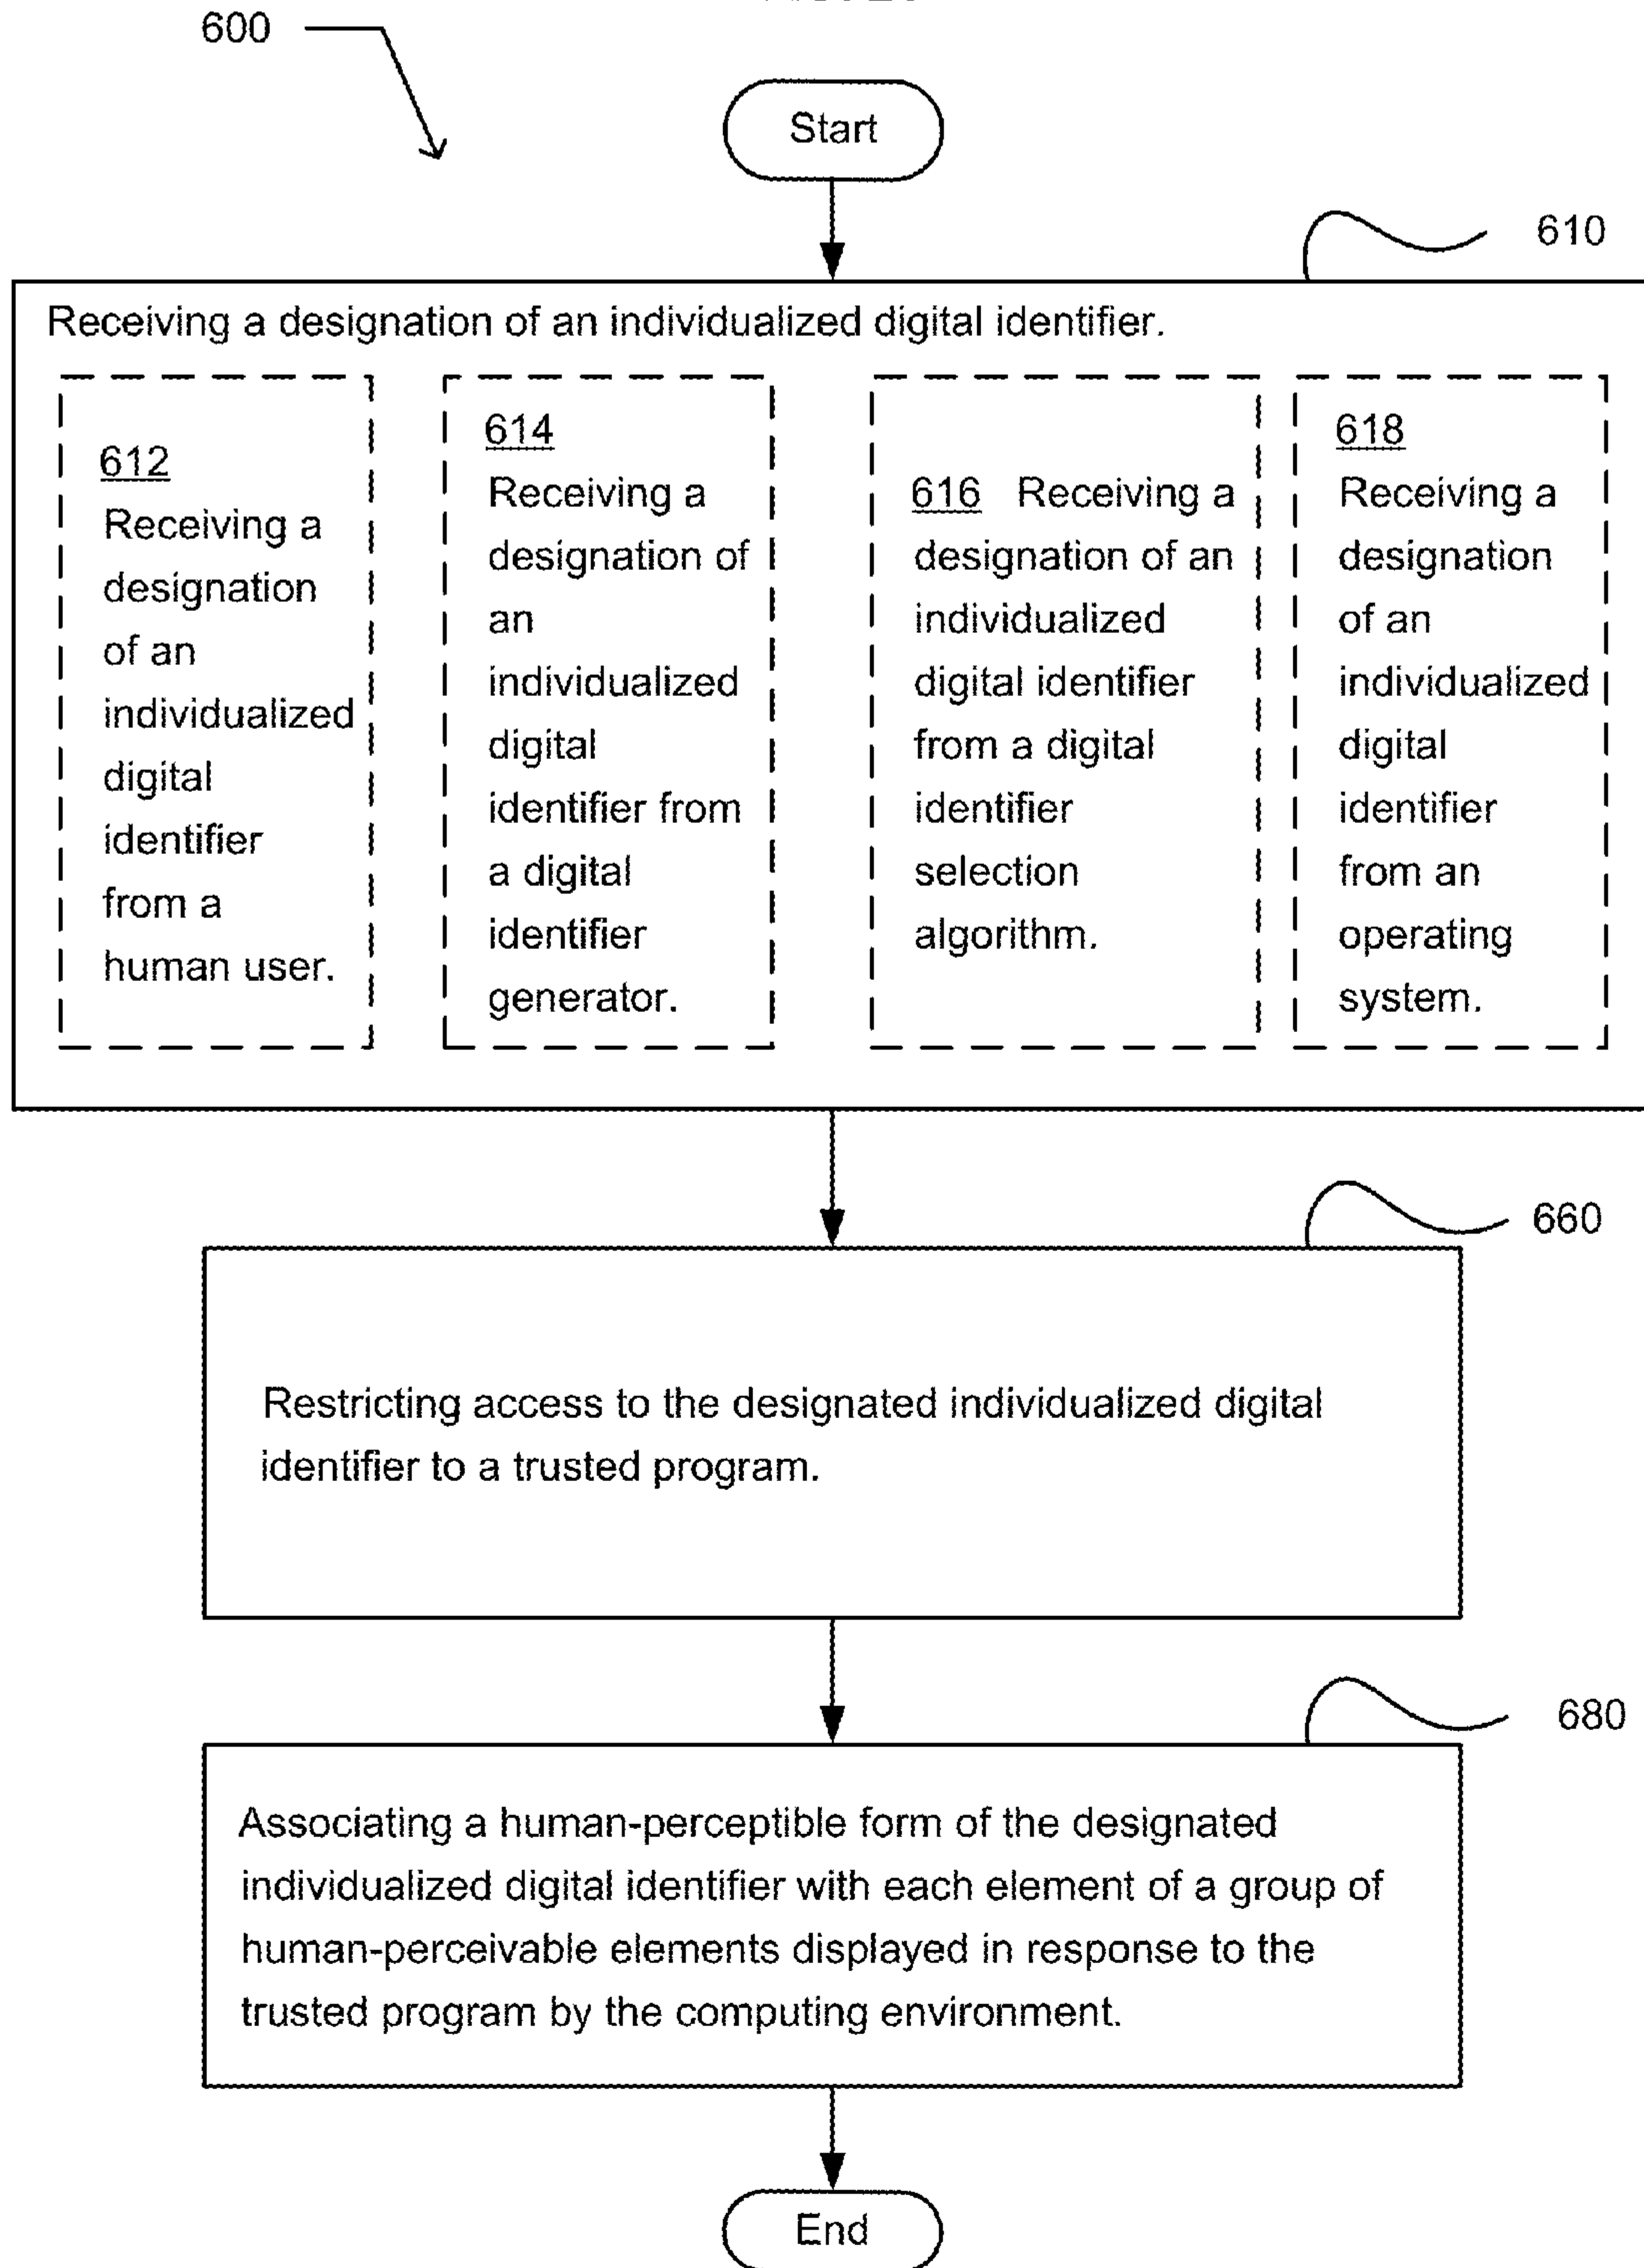 600
Start
610
Receiving a designation of an individualized digital identifier.
612
Receiving a
designation
of an
individualized
digital
identifier
from a
human user.
614
Receiving a
designation of
an
individualized
digital
identifier from
a digital
identifier
generator.
616 Receiving a
designation of an
individualized
digital identifier
from a digital
identifier
selection
algorithm.
618
Receiving a
designation
of an
individualized
digital
identifier
from an
operating
system.
660
Restricting access to the designated individualized digital
identifier to a trusted program.
680
Associating a human-perceptible form of the designated
individualized digital identifier with each element of a group of
human-perceivable elements displayed in response to the
trusted program by the computing environment.
End